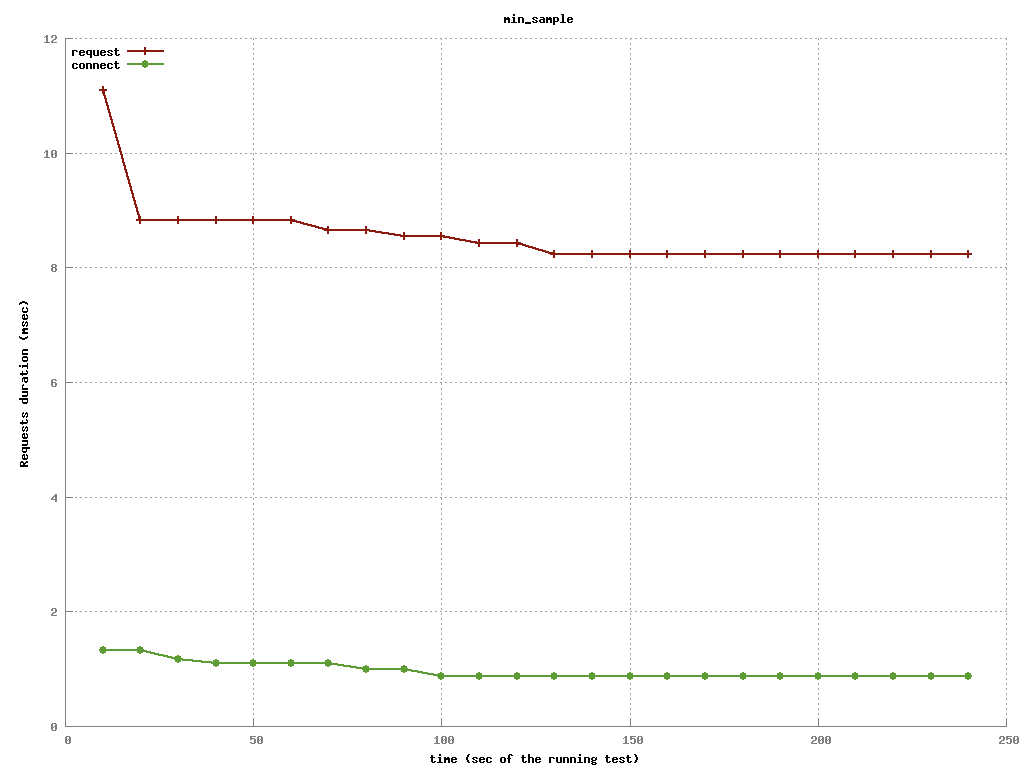 min_sample
request
connect
12
10
8
6
4
2
0
Requests duration (msec)
0 50 100 150 200 250
time (sec of the running test)